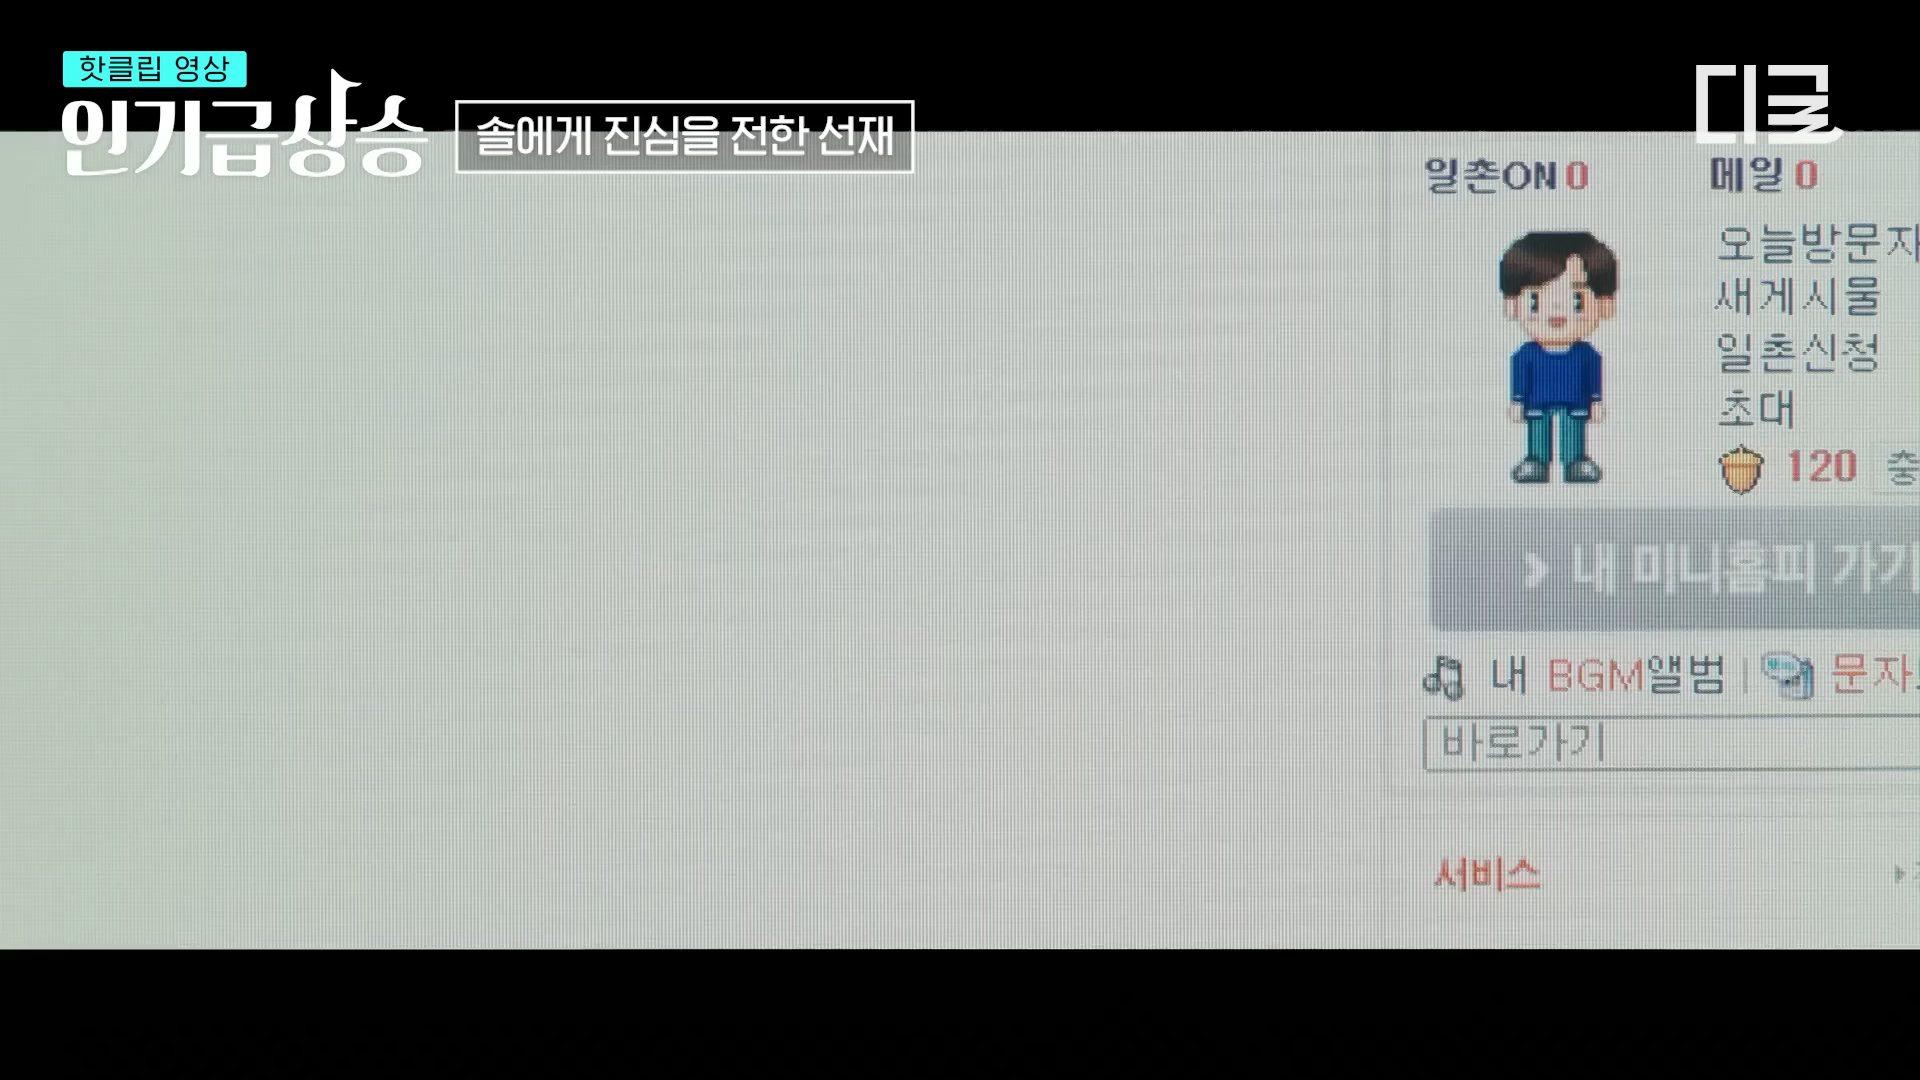 핫클립 영상
인기급상승
솔에게 진심을 전한 선재
디글
일촌ON 0 메일 0
오늘방문자
새게시물
일촌신청
초대
120 충
› 내 미니홈피 가기
내 BGM앨범 | 문자
바로가기
서비스